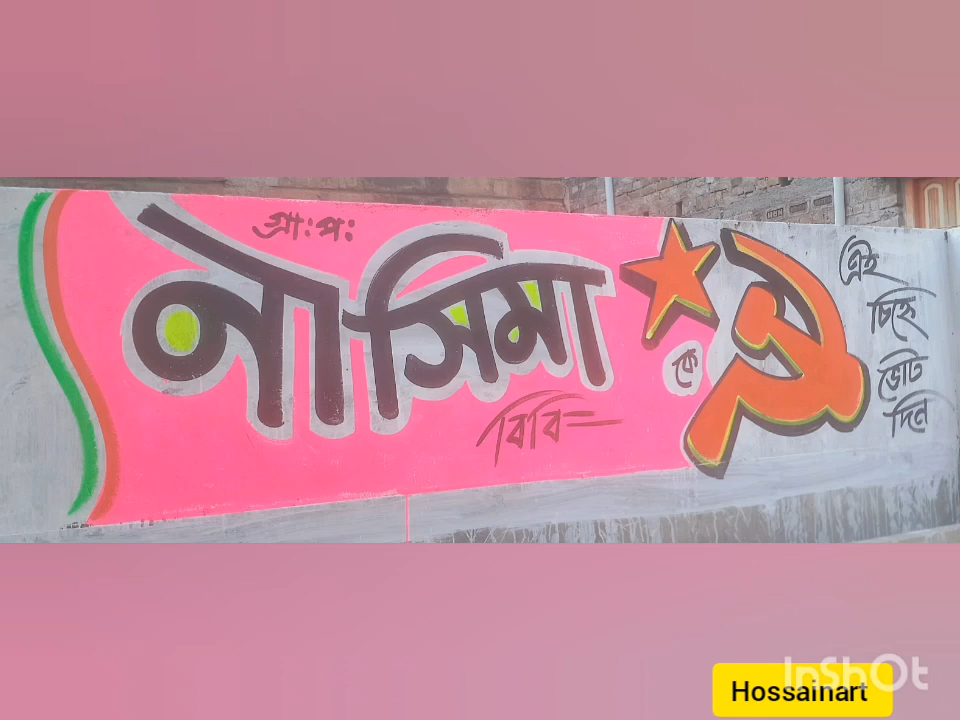 গ্রা:প:
নাসিমা
বিবি=
কে
এই
চিহ্নে
ভোট
দিন
Hossainart
InShOt